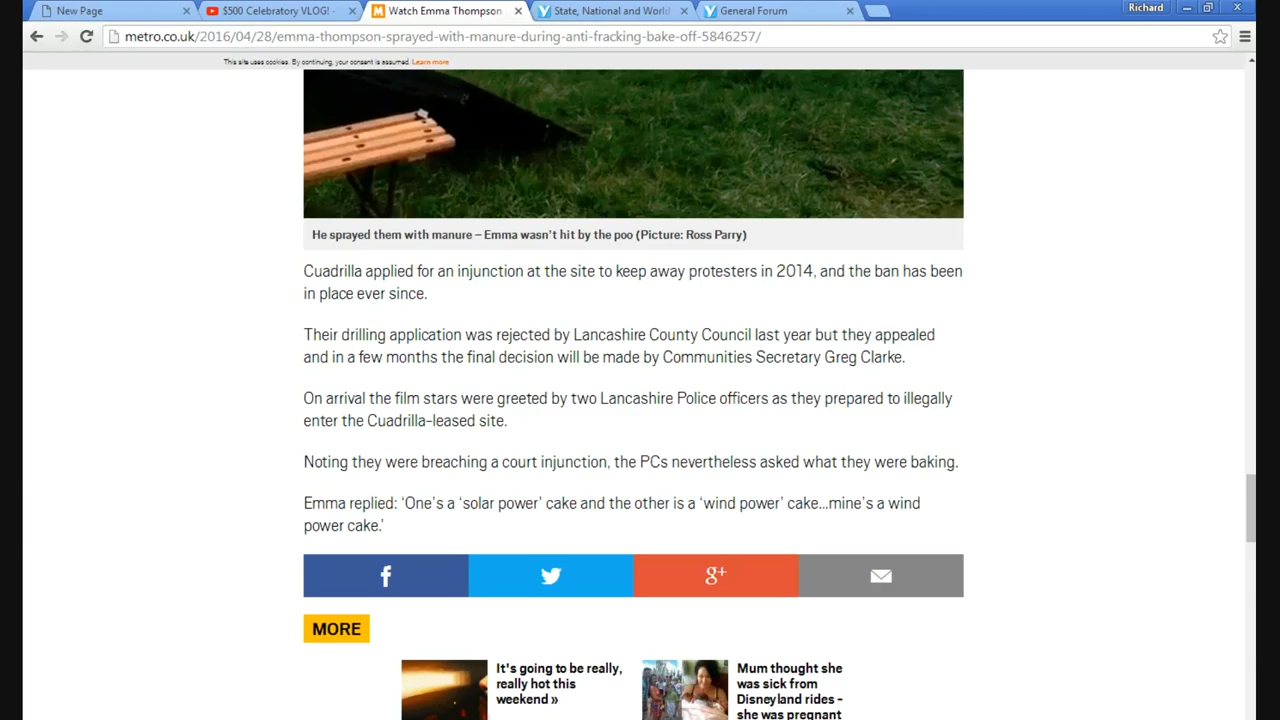 New Page
$500 Celebratory VLOG! -
Watch Emma Thompson
State, National and World
General Forum
Richard
metro.co.uk/2016/04/28/emma-thompson-sprayed-with-manure-during-anti-fracking-bake-off-5846257/
This site uses cookies. By continuing, your consent is assumed. Learn more
He sprayed them with manure – Emma wasn't hit by the poo (Picture: Ross Parry)
Cuadrilla applied for an injunction at the site to keep away protesters in 2014, and the ban has been
in place ever since.
Their drilling application was rejected by Lancashire County Council last year but they appealed
and in a few months the final decision will be made by Communities Secretary Greg Clarke.
On arrival the film stars were greeted by two Lancashire Police officers as they prepared to illegally
enter the Cuadrilla-leased site.
Noting they were breaching a court injunction, the PCs nevertheless asked what they were baking.
Emma replied: ‘One’s a ‘solar power’ cake and the other is a ‘wind power’ cake…mine’s a wind
power cake.’
MORE
It's going to be really,
really hot this
weekend »
Mum thought she
was sick from
Disneyland rides -
she was pregnant